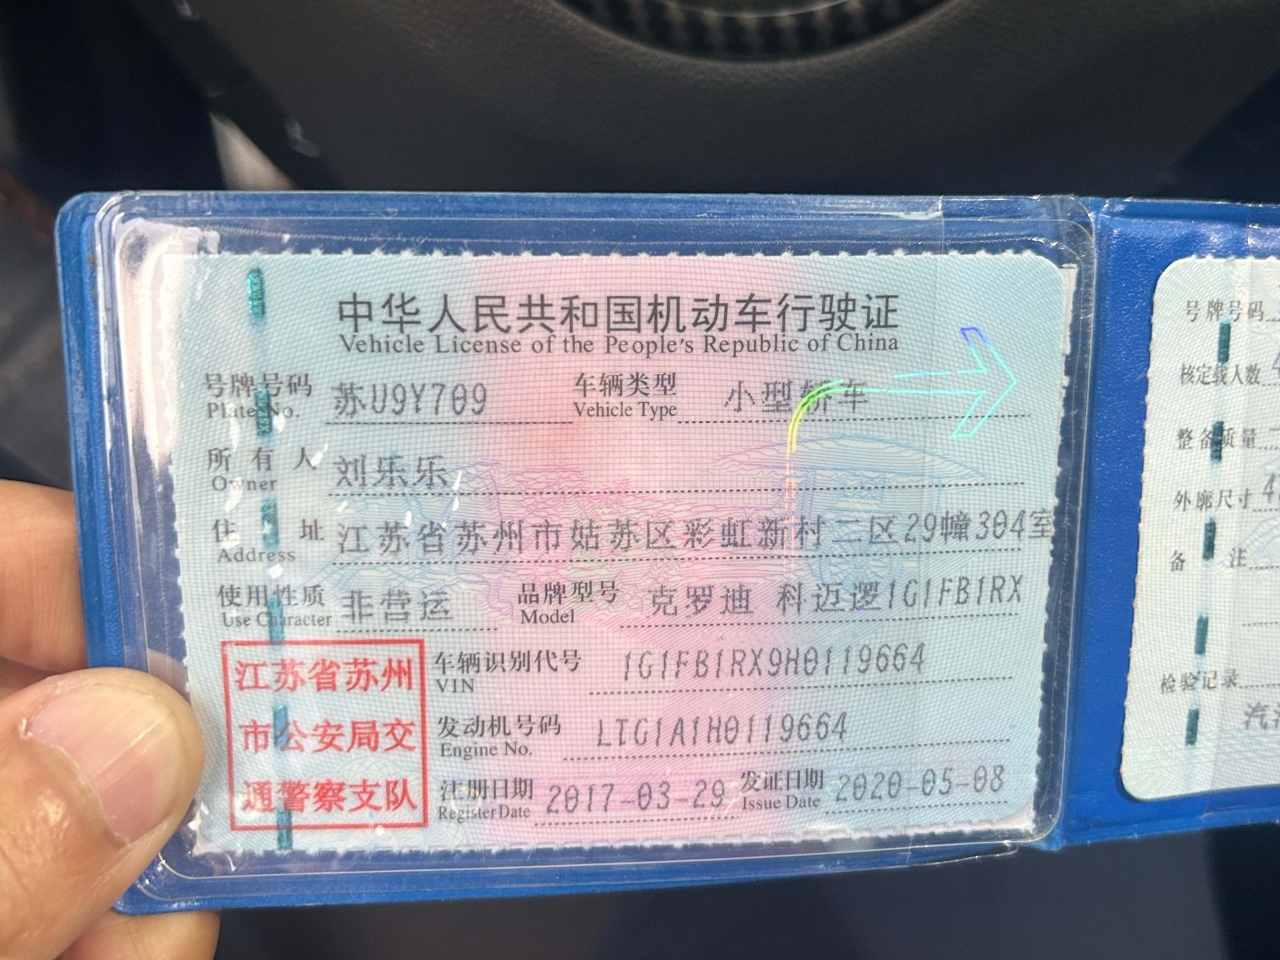 中华人民共和国机动车行驶证
Vehicle License of the People's Republic of China
号牌号码 苏U9Y709 车辆类型 小型轿车
Plate No. Vehicle Type
所有人 刘乐乐
Owner
住址 江苏省苏州市姑苏区彩虹新村二区29幢304室
Address
使用性质 非营运 品牌型号 克罗迪 科迈逻1G1FB1RX
Use Character Model
江苏省苏州
市公安局交
通警察支队
车辆识别代号 1G1FB1RX9H0119664
VIN
发动机号码 LTG1A1H0119664
Engine No.
注册日期 2017-03-29 发证日期 2020-05-08
Register Date Issue Date
号牌号码
核定载人数
整备质量
外廓尺寸
备注
检验记录
汽